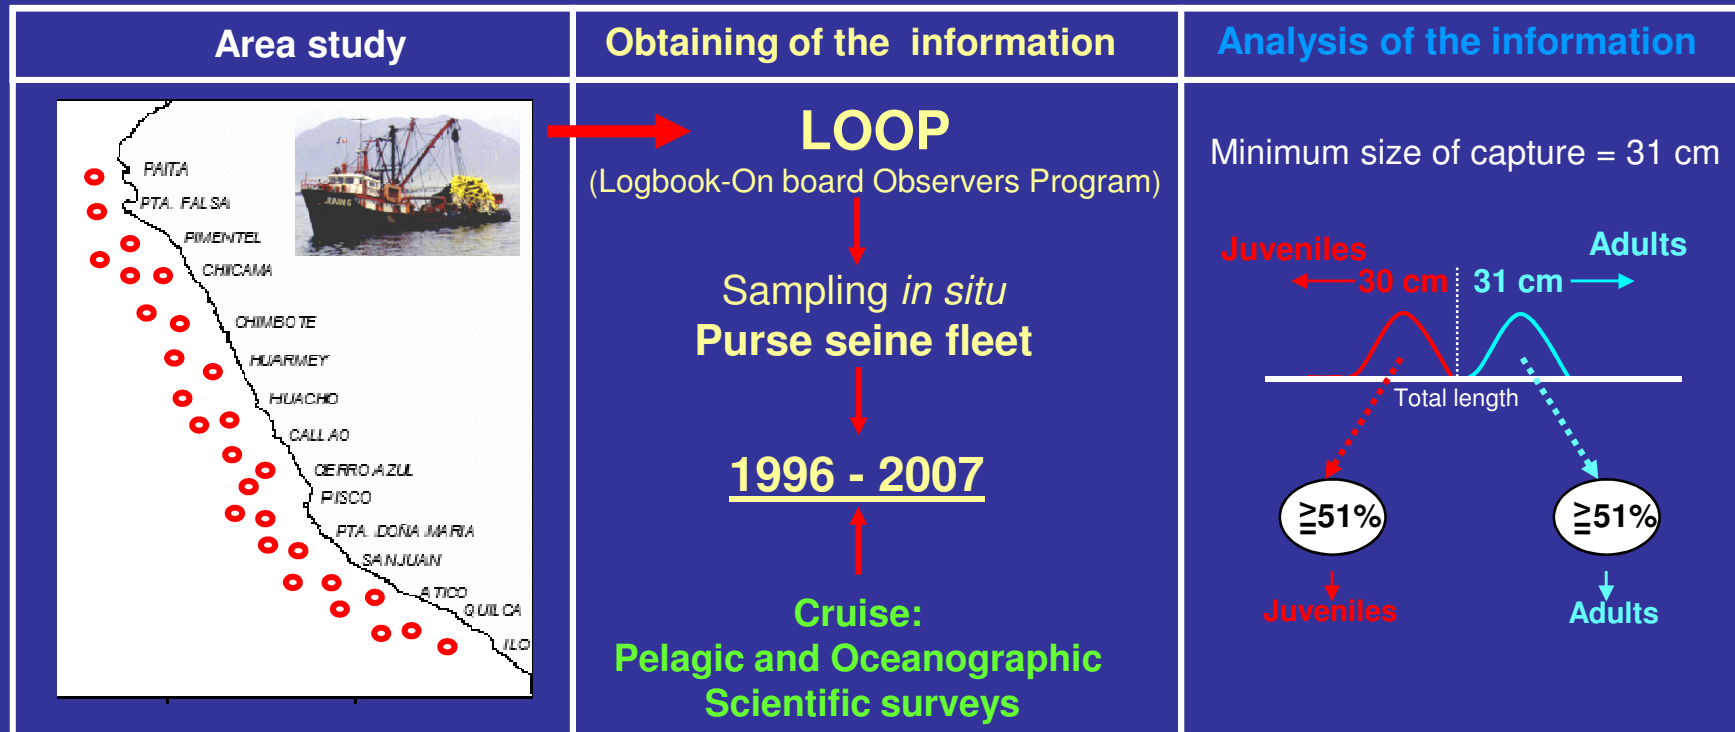 Area study
Obtaining of the  information
Analysis of the information
PAITA
PTA. FALSA
PIMENTEL
CHICAMA
CHIMBOTE
HUARMEY
HUACHO
CALLAO
CERRO AZUL
PISCO
PTA. DOÑA MARIA
SAN JUAN
ATICO
QUILCA
ILO
LOOP
(Logbook-On board Observers Program)
Sampling in situ
Purse seine fleet
1996 - 2007
Cruise:
Pelagic and Oceanographic
Scientific surveys
Minimum size of capture = 31 cm
Juveniles
Adults
30 cm
31 cm
Total length
≧51%
≧51%
Juveniles
Adults